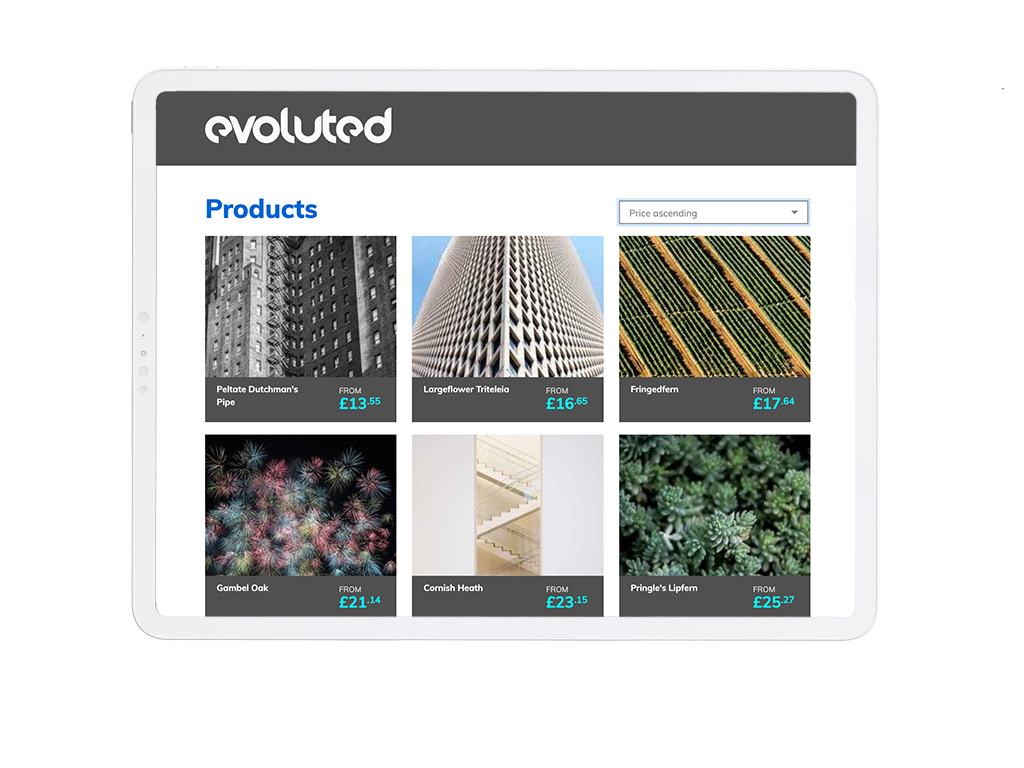 evoluted
Products
Price ascending
Peltate Dutchman's
Pipe
FROM
£13.55
Largeflower Triteleia
FROM
£16.65
Fringedfern
FROM
£17.64
Gambel Oak
FROM
£21.14
Cornish Heath
FROM
£23.15
Pringle's Lipfern
FROM
£25.27